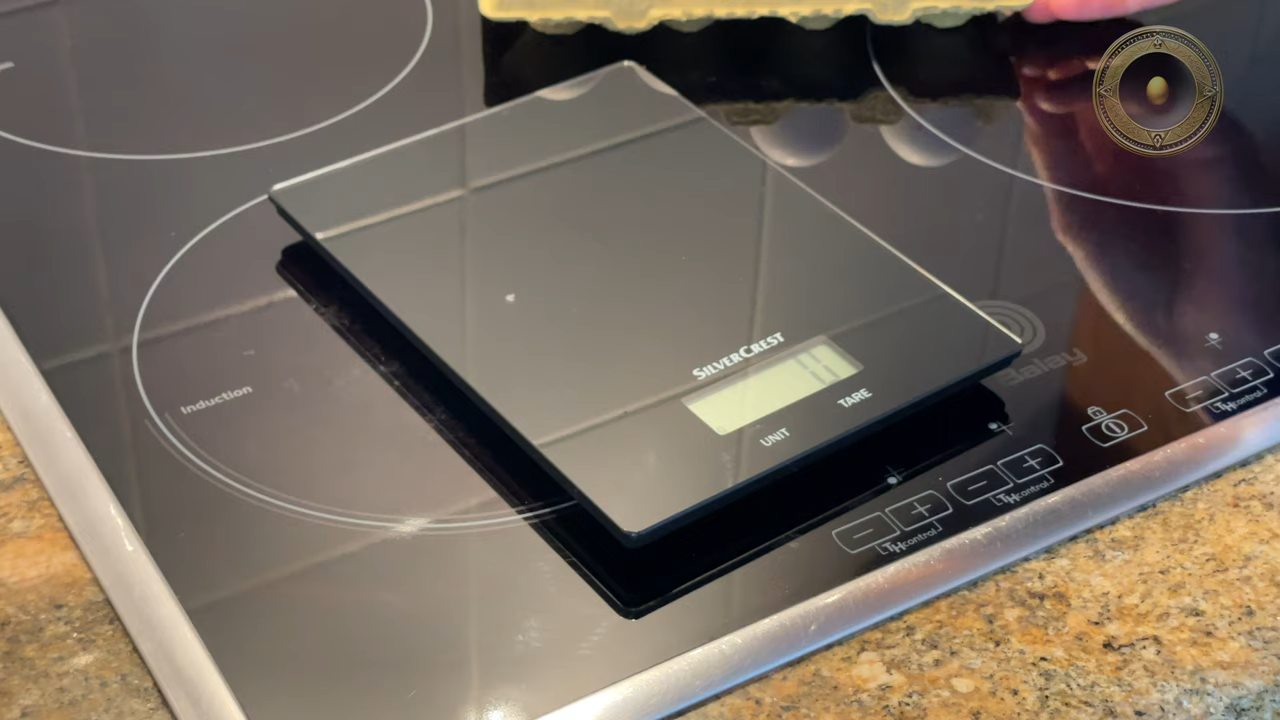 Induction
SILVERCREST
UNIT
TARE
Balay
THcontrol
THcontrol
THcontrol